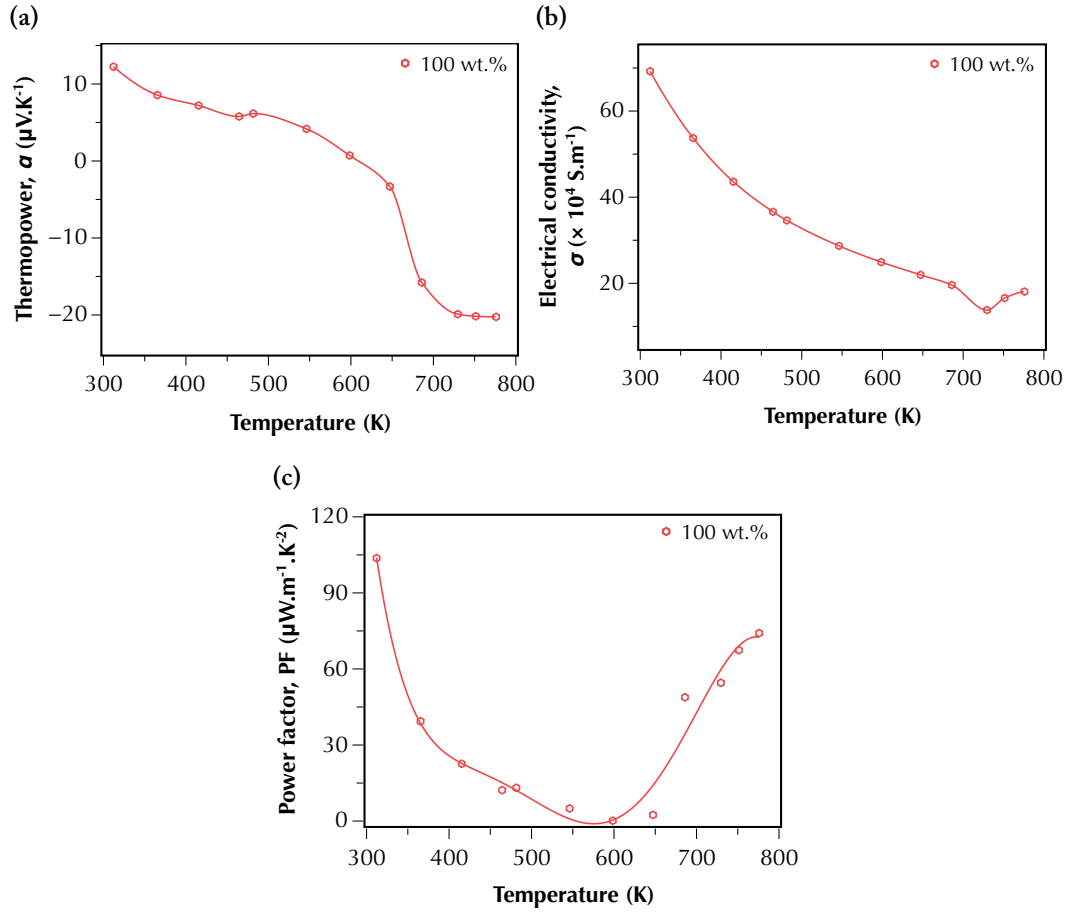 (a)
10
0
−10
−20
Thermopower, α (μV.K⁻¹)
100 wt.%
300 400 500 600 700 800
Temperature (K)
(b)
60
40
20
Electrical conductivity,
σ (× 10⁴ S.m⁻¹)
100 wt.%
300 400 500 600 700 800
Temperature (K)
(c)
120
90
60
30
0
Power factor, PF (μW.m⁻¹.K⁻²)
100 wt.%
300 400 500 600 700 800
Temperature (K)